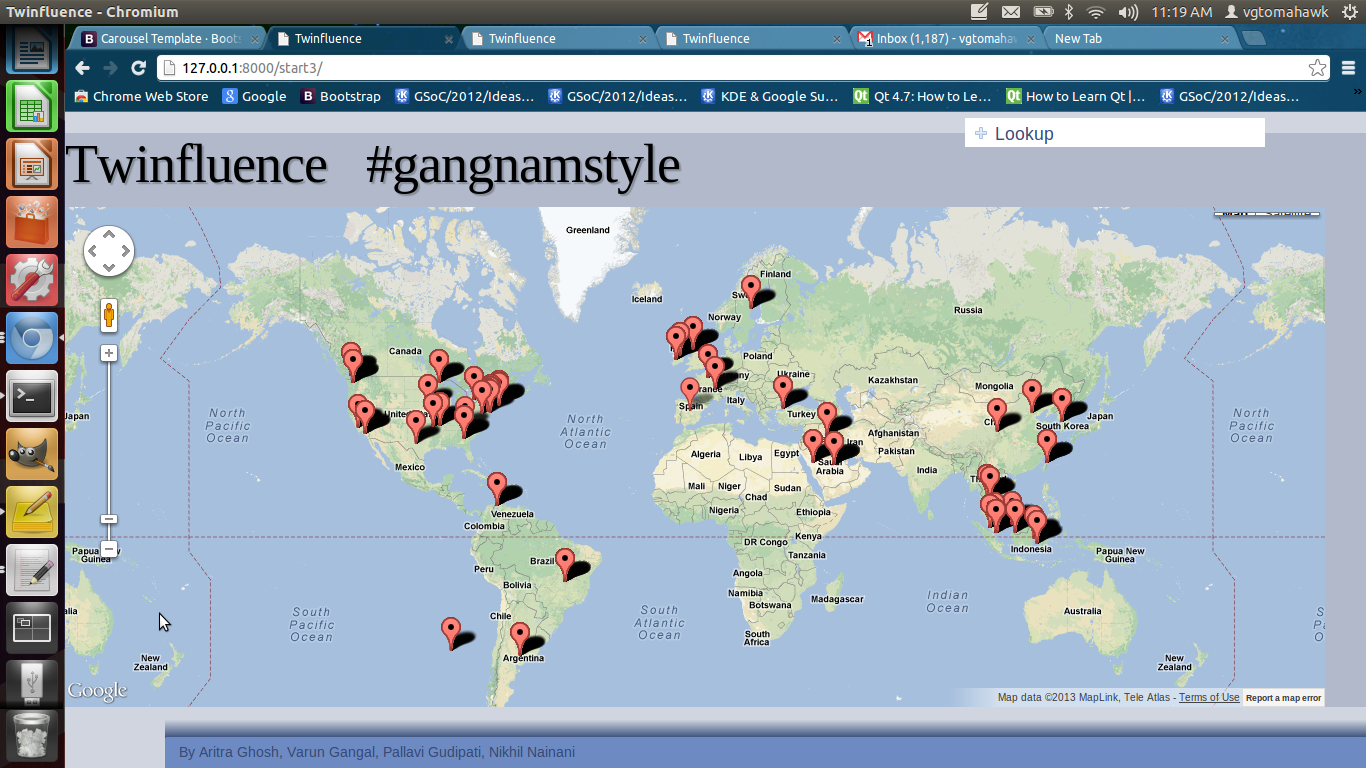 Twinfluence - Chromium
11:19 AM vgtomahawk
Carousel Template · Boots
Twinfluence
Twinfluence
Twinfluence
Inbox (1,187) - vgtomahaw
New Tab
127.0.0.1:8000/start3/
Chrome Web Store
Google
Bootstrap
GSoC/2012/Ideas...
GSoC/2012/Ideas...
KDE & Google Su...
Qt 4.7: How to Le...
How to Learn Qt |...
GSoC/2012/Ideas...
Lookup
Twinfluence #gangnamstyle
Greenland
Finland
Iceland
Norway
Russia
Canada
Poland
Ukraine
Kazakhstan
Mongolia
Japan
North
Pacific
Ocean
North
Atlantic
Ocean
Spain
Italy
Turkey
South Korea
Japan
North
Pacific
Ocean
Afghanistan
Pakistan
Mexico
Algeria
Libya
Egypt
Saudi
Arabia
India
Mali
Niger
Sudan
Chad
Nigeria
Ethiopia
Venezuela
Colombia
Papua New
Guinea
DR Congo
Kenya
Tanzania
Indonesia
Papua New
Guinea
Brazil
Peru
Bolivia
Angola
Namibia
Botswana
Madagascar
Indian
Ocean
Australia
South
Pacific
Ocean
Chile
South
Atlantic
Ocean
South
Africa
Argentina
New
Zealand
New
Zealand
Google
Map data ©2013 MapLink, Tele Atlas - Terms of Use
Report a map error
By Aritra Ghosh, Varun Gangal, Pallavi Gudipati, Nikhil Nainani